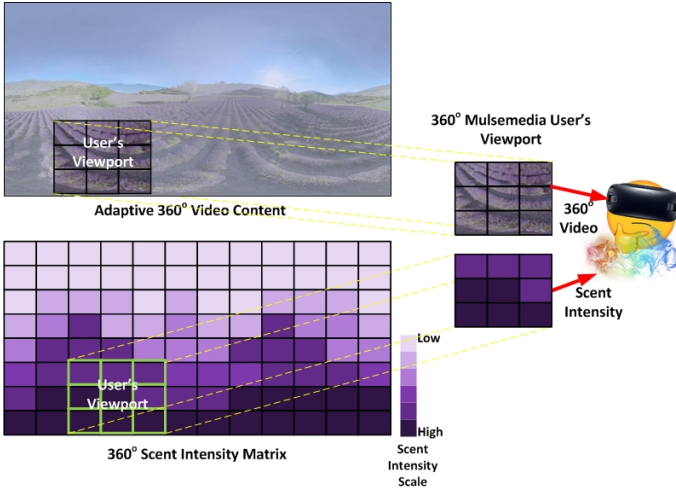 User's
Viewport
Adaptive 360° Video Content
360° Mulsemedia User's
Viewport
360°
Video
Scent
Intensity
User's
Viewport
360° Scent Intensity Matrix
Low
High
Scent
Intensity
Scale